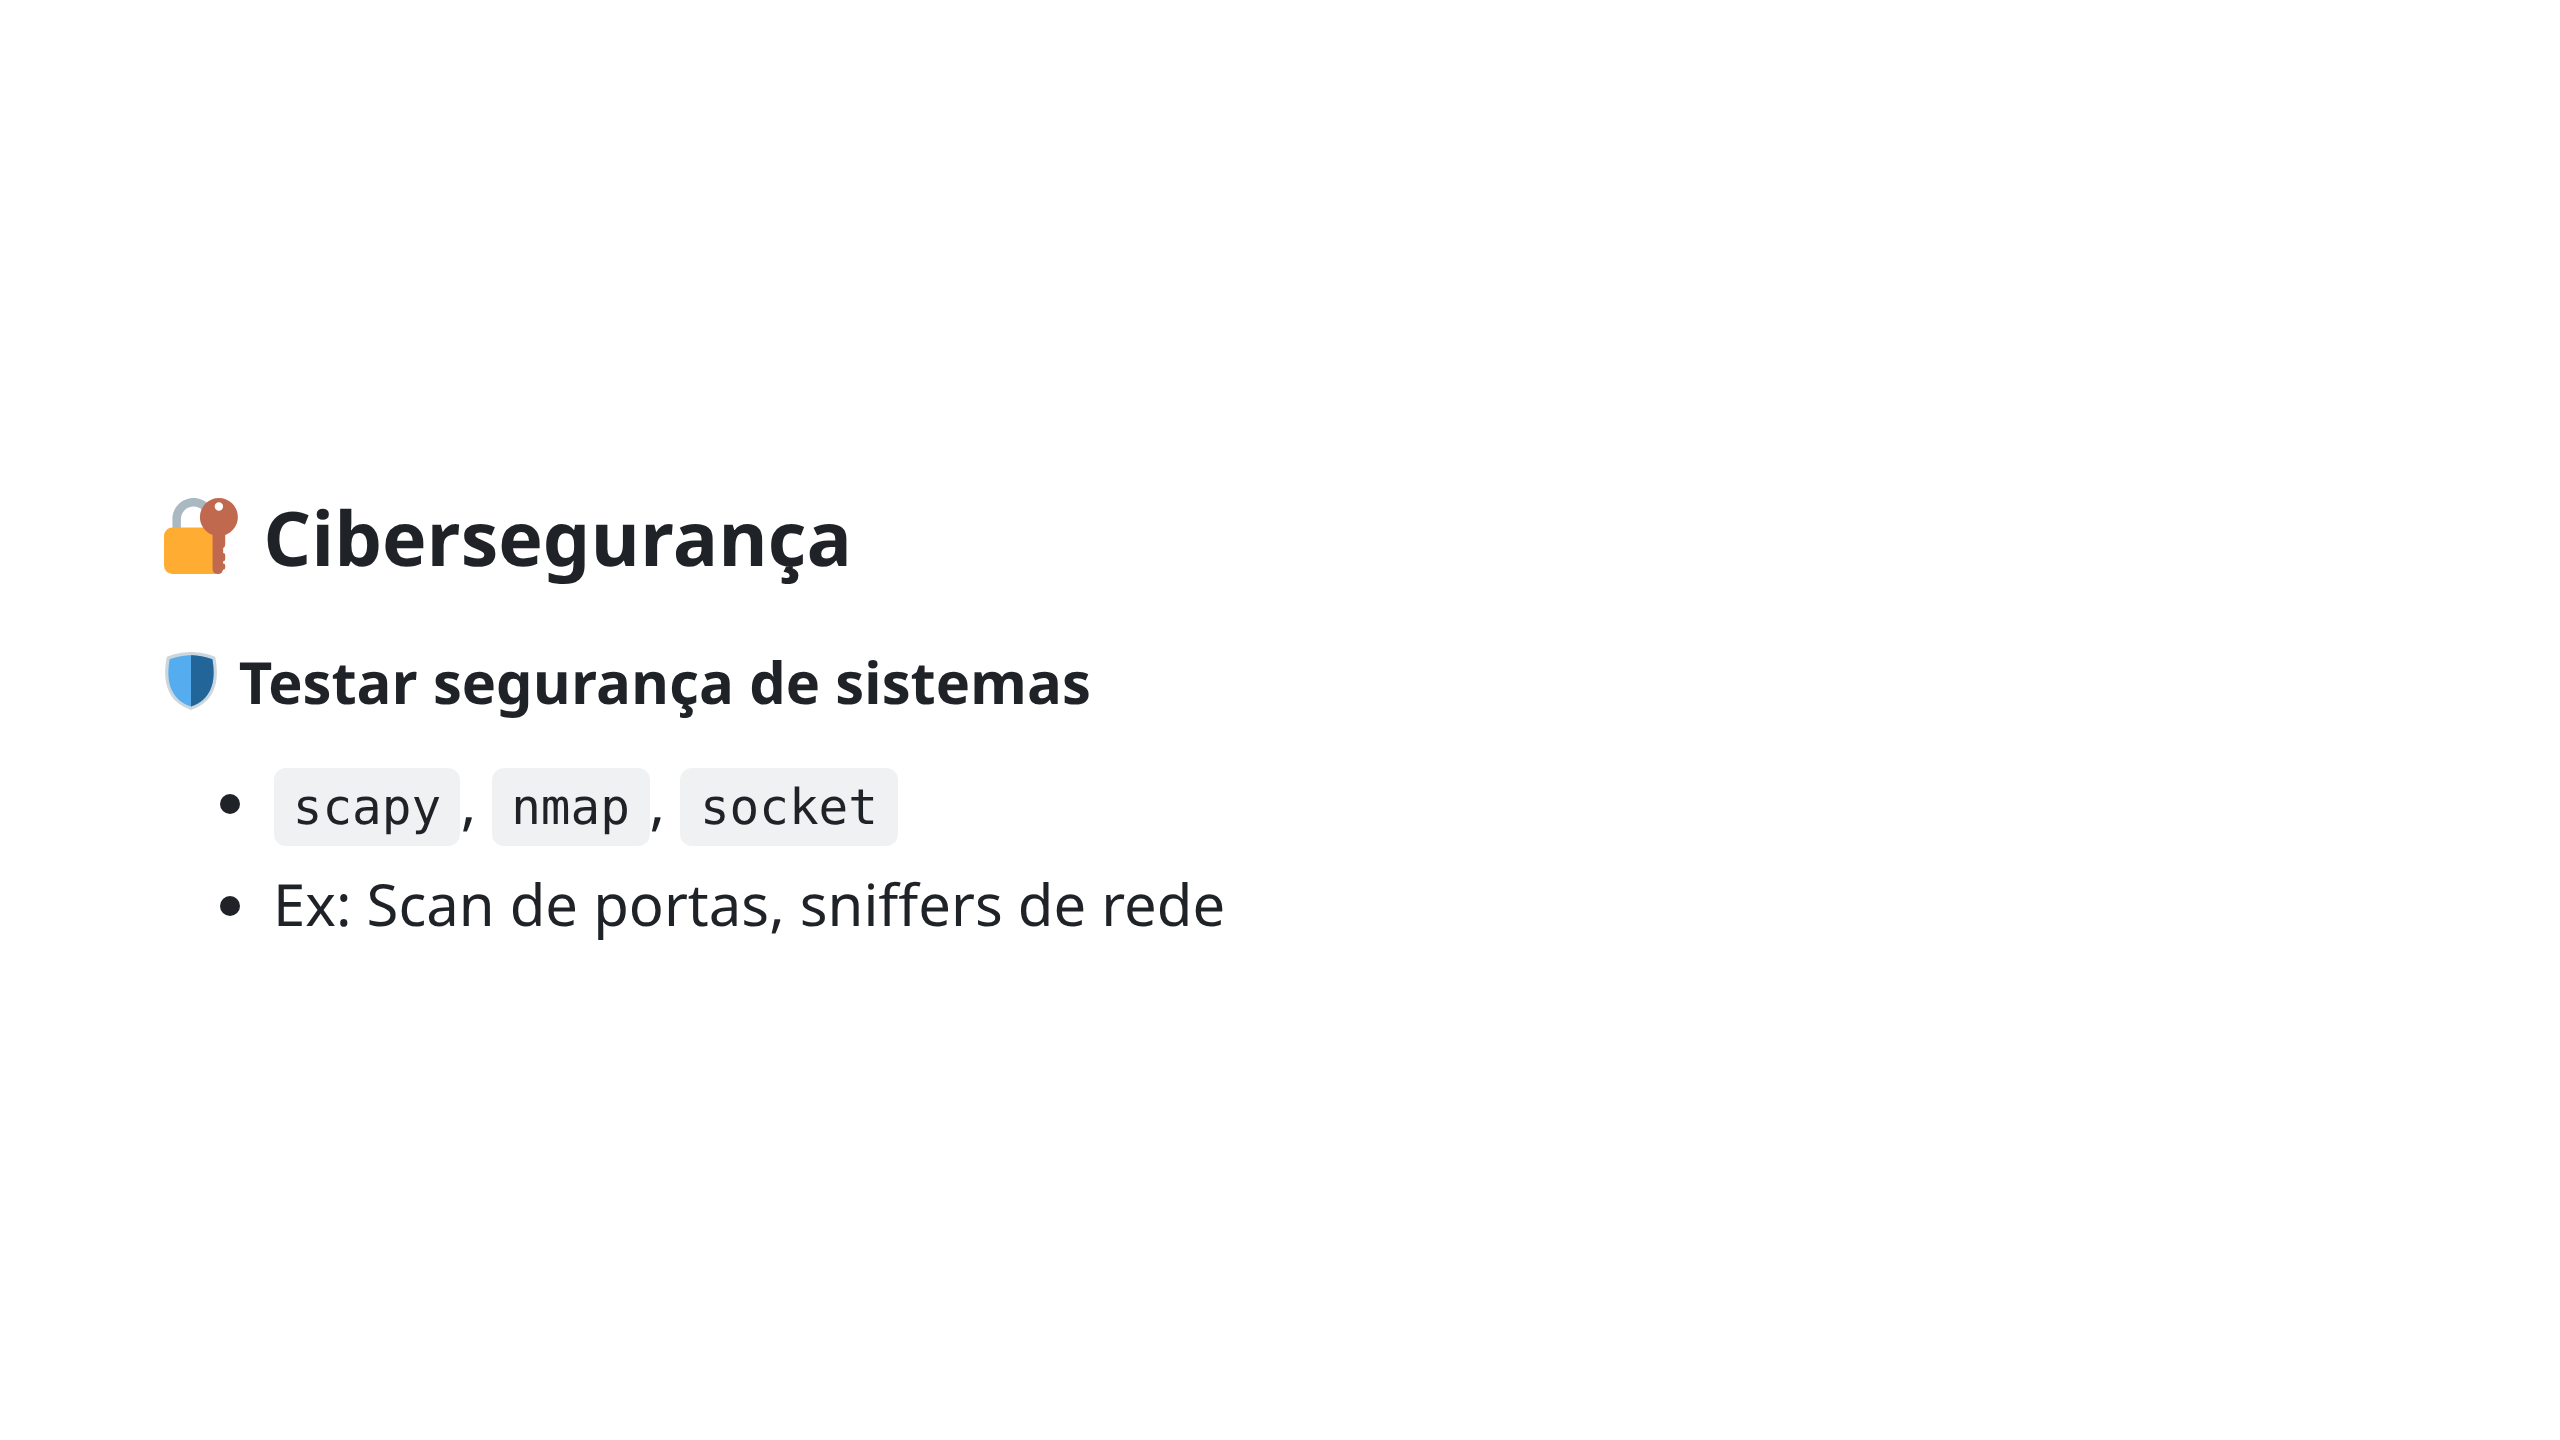 🔐 Cibersegurança
🛡️ Testar segurança de sistemas
• scapy, nmap, socket
• Ex: Scan de portas, sniffers de rede